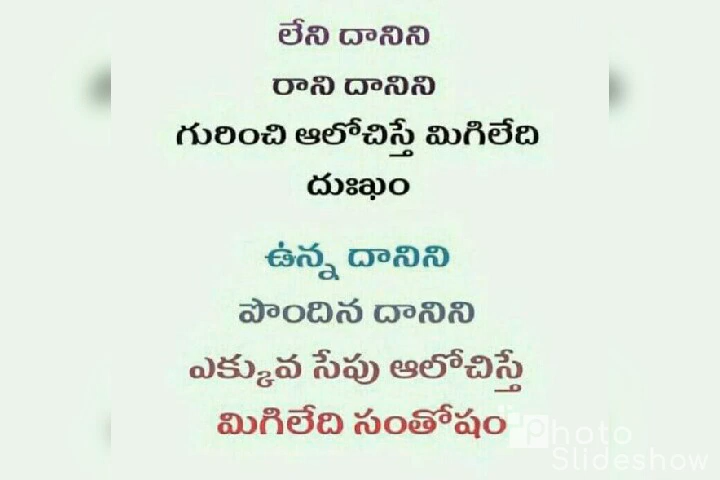 లేని దానిని
రాని దానిని
గురించి ఆలోచిస్తే మిగిలేది
దుఃఖం
ఉన్న దానిని
పొందిన దానిని
ఎక్కువ సేపు ఆలోచిస్తే
మిగిలేది సంతోషం
Photo
Slideshow